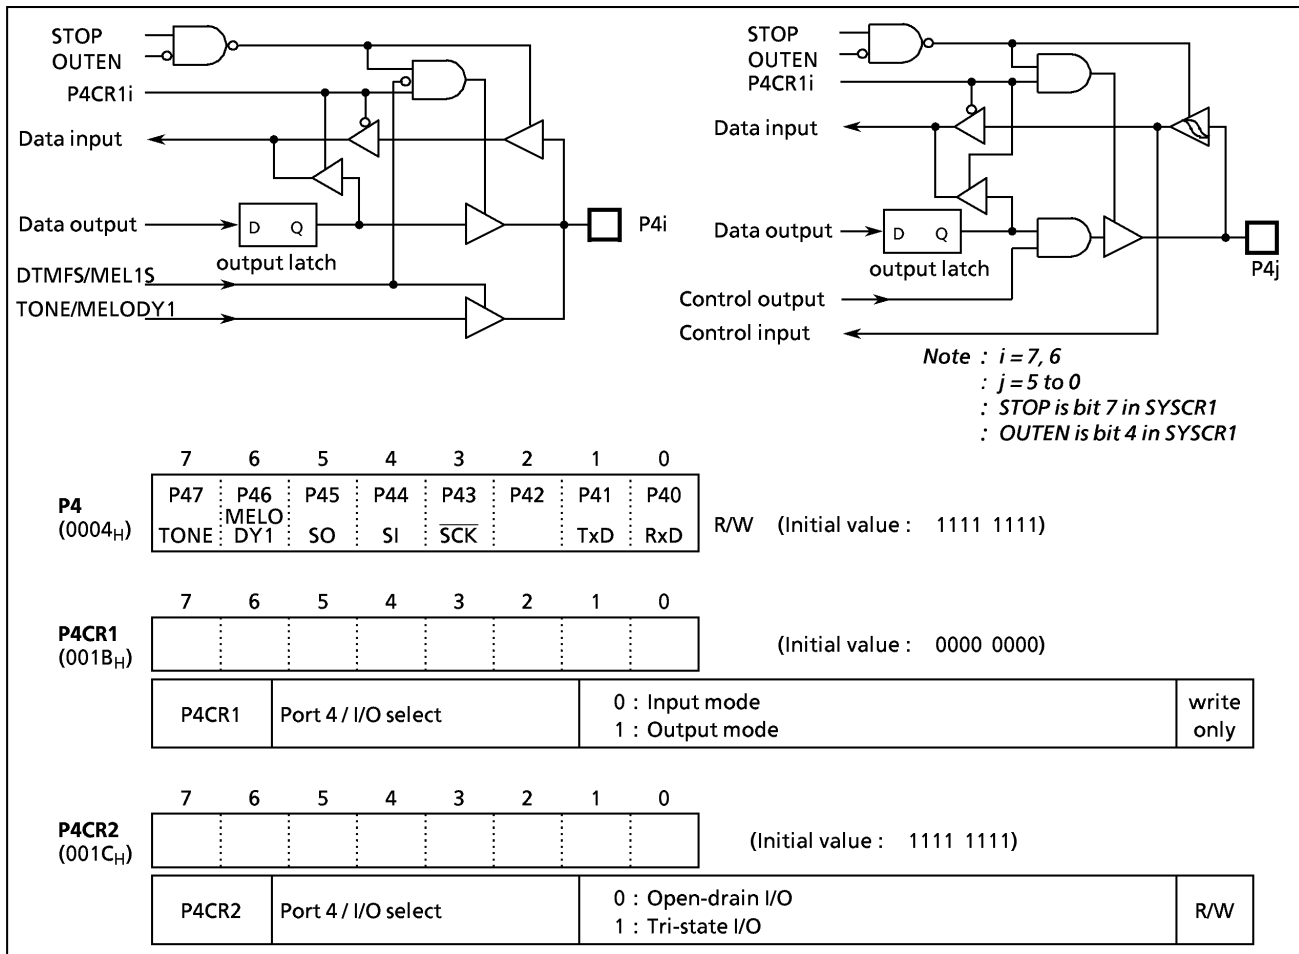 STOP
OUTEN
P4CR1i
Data input
Data output
D Q
output latch
P4i
DTMFS/MEL1S
TONE/MELODY1
STOP
OUTEN
P4CR1i
Data input
Data output
D Q
output latch
P4j
Control output
Control input
Note : i = 7, 6
: j = 5 to 0
: STOP is bit 7 in SYSCR1
: OUTEN is bit 4 in SYSCR1
7 6 5 4 3 2 1 0
P4
(0004H)
P47 P46 P45 P44 P43 P42 P41 P40
TONE MELO
DY1 SO SI S̅C̅K̅ TxD RxD
R/W (Initial value : 1111 1111)
7 6 5 4 3 2 1 0
P4CR1
(001BH)
(Initial value : 0000 0000)
P4CR1 Port 4 / I/O select
0 : Input mode
1 : Output mode
write
only
7 6 5 4 3 2 1 0
P4CR2
(001CH)
(Initial value : 1111 1111)
P4CR2 Port 4 / I/O select
0 : Open-drain I/O
1 : Tri-state I/O
R/W